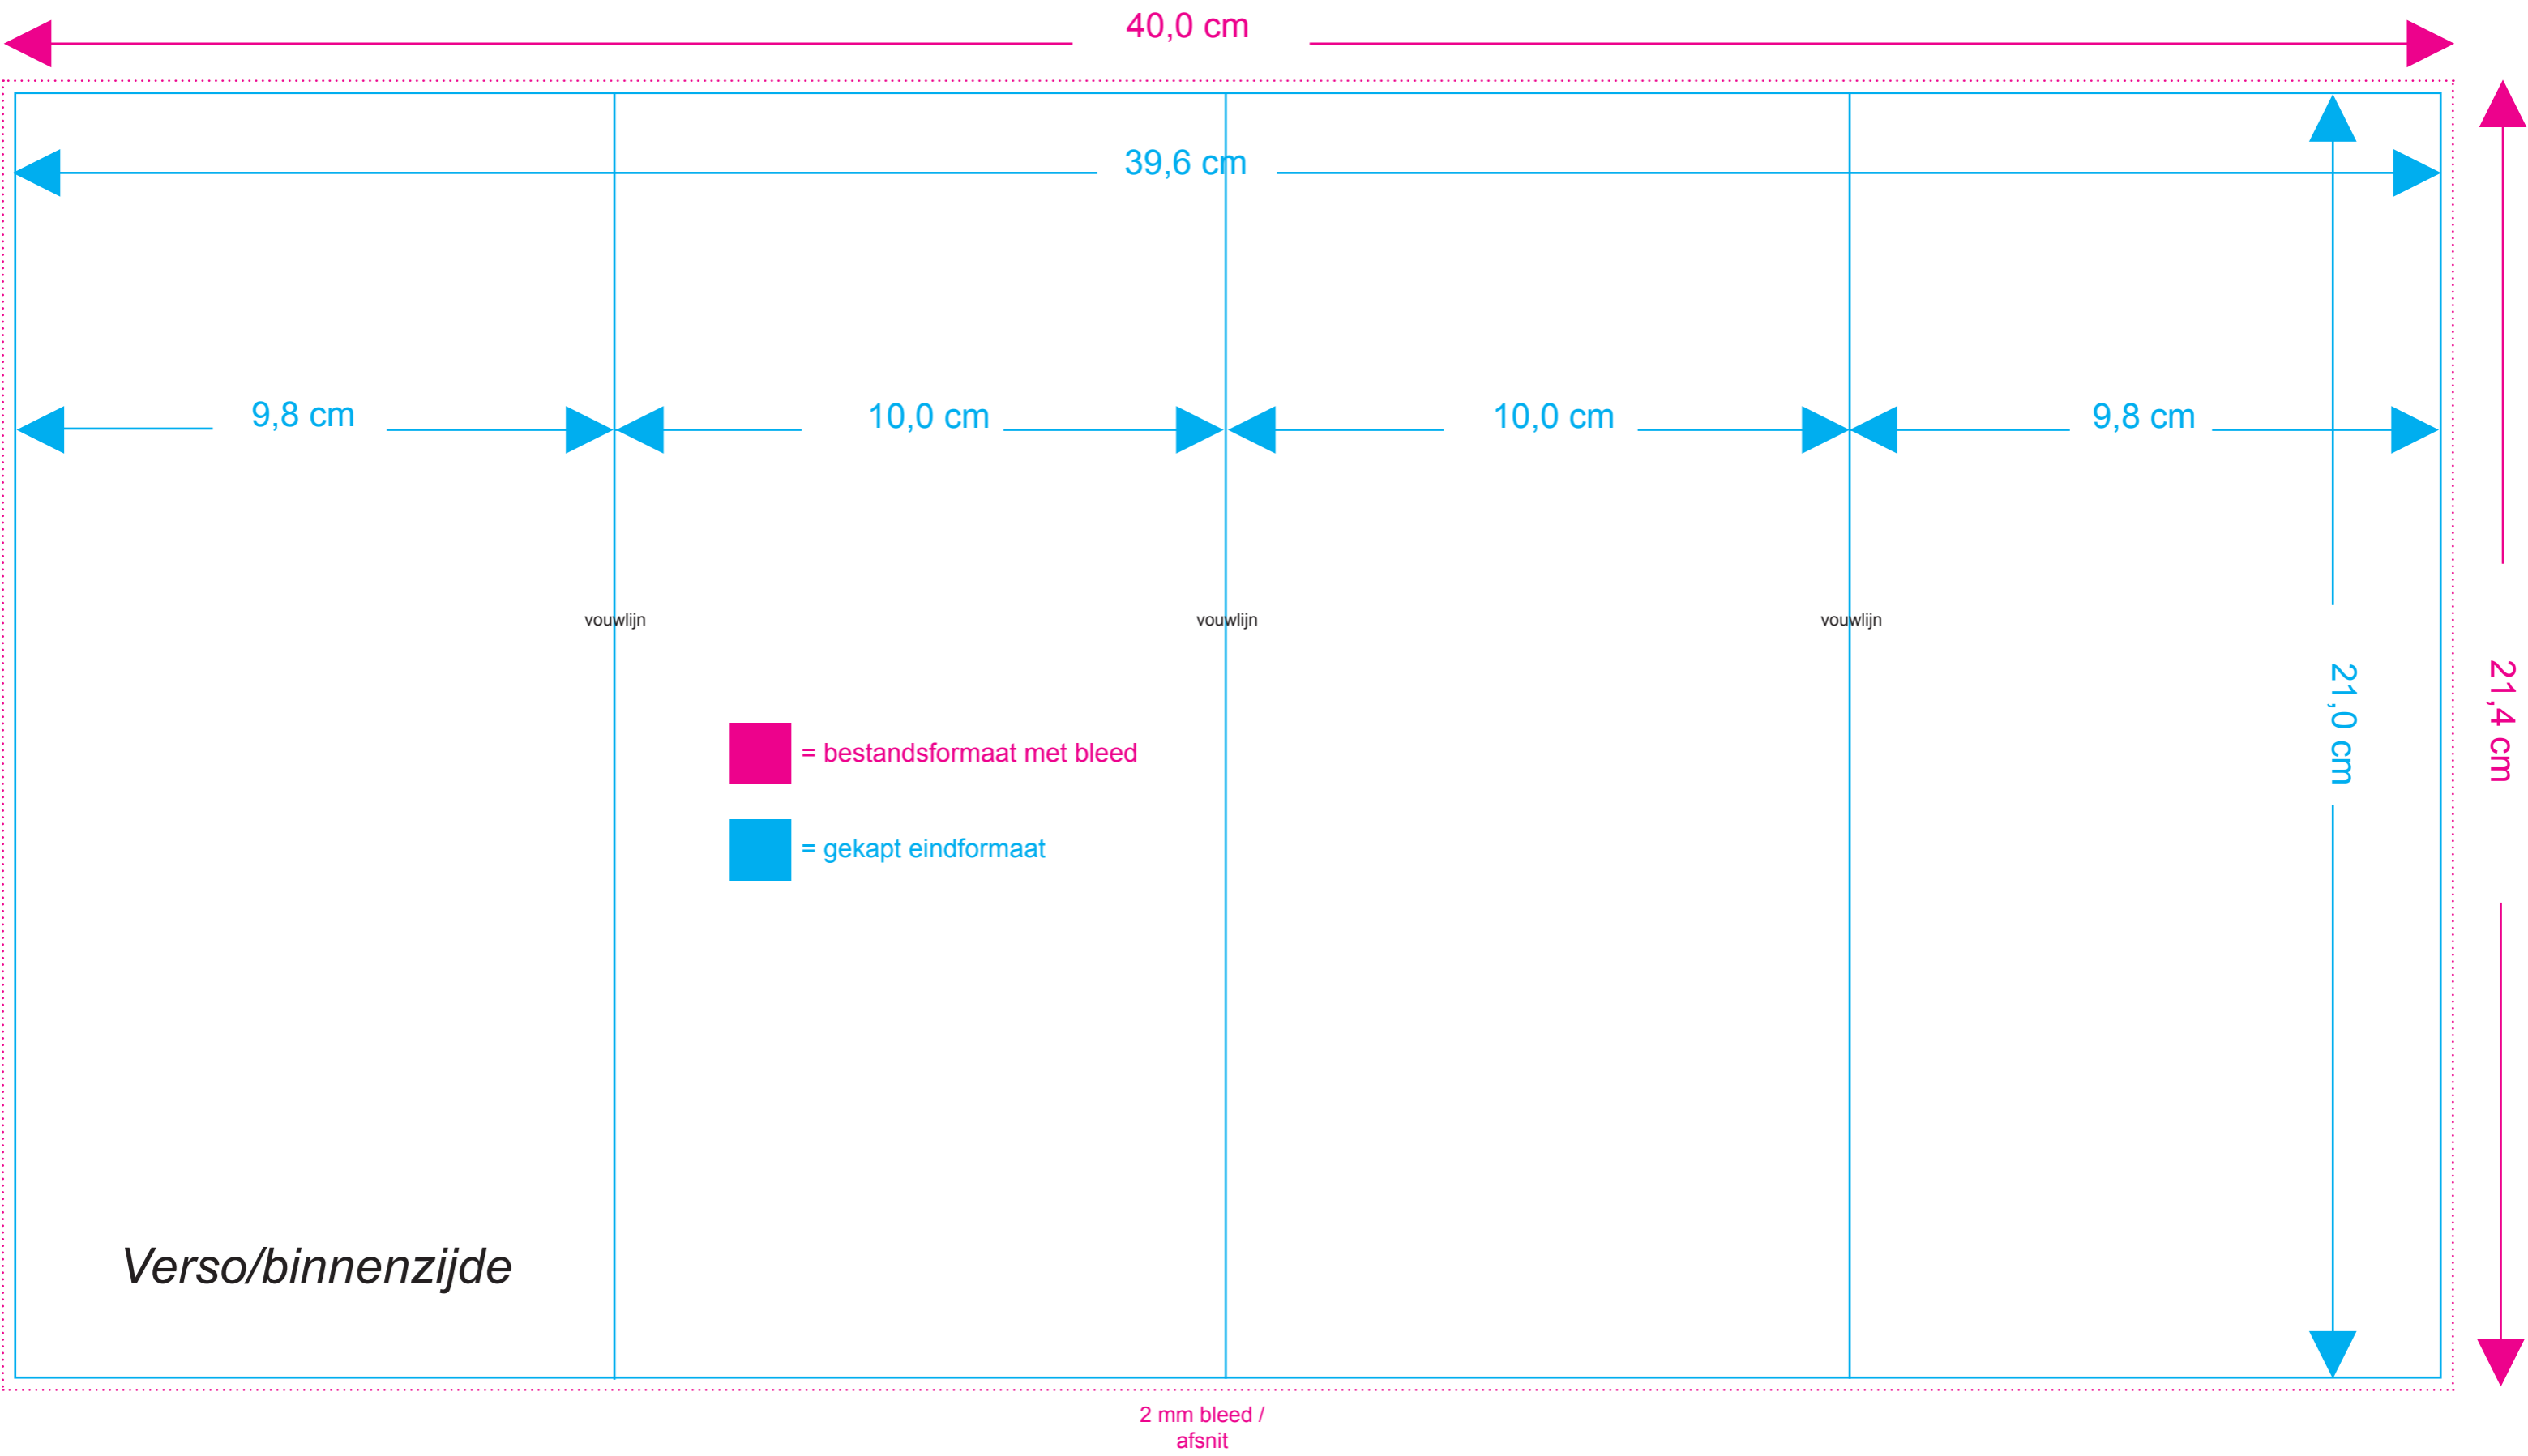 40,0 cm
39,6 cm
9,8 cm
10,0 cm
10,0 cm
9,8 cm
vouwlijn
vouwlijn
vouwlijn
21,0 cm
21,4 cm
= bestandsformaat met bleed
= gekapt eindformaat
Verso/binnenzijde
2 mm bleed /
afsnit